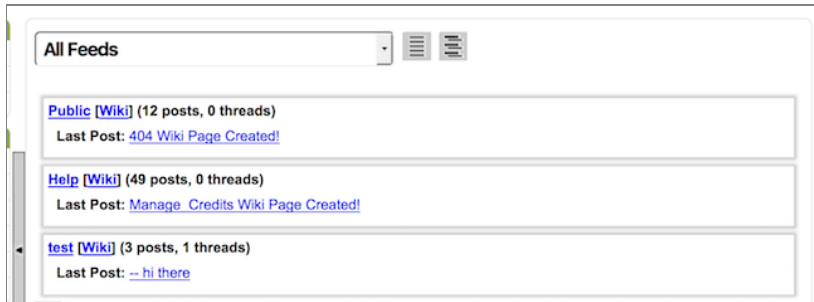 All Feeds
Public [Wiki] (12 posts, 0 threads)
Last Post: 404 Wiki Page Created!
Help [Wiki] (49 posts, 0 threads)
Last Post: Manage_Credits Wiki Page Created!
test [Wiki] (3 posts, 1 threads)
Last Post: -- hi there